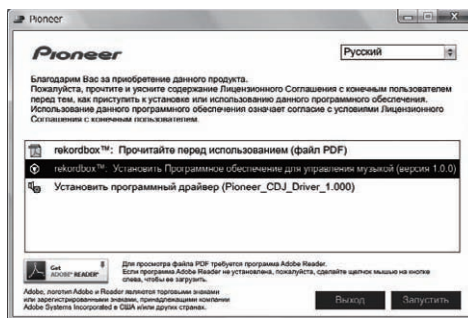 Pioneer
Pioneer
Русский
Благодарим Вас за приобретение данного продукта.
Пожалуйста, прочтите и уясните содержание Лицензионного Соглашения с конечным пользователем
перед тем, как приступить к установке или использованию данного программного обеспечения.
Использование данного программного обеспечения означает согласие с условиями Лицензионного
Соглашения с конечным пользователем.
rekordbox™: Прочитайте перед использованием (файл PDF)
rekordbox™: Установить Программное обеспечение для управления музыкой (версия 1.0.0)
Установить программный драйвер (Pioneer_CDJ_Driver_1.000)
Get
ADOBE® READER®
Для просмотра файла PDF требуется программа Adobe Reader.
Если программа Adobe Reader не установлена, пожалуйста, сделайте щелчок мышью на кнопке
слева, чтобы ее загрузить.
Adobe, логотип Adobe и Reader являются торговыми знаками
или зарегистрированными знаками, принадлежащими компании
Adobe Systems Incorporated в США и/или других странах.
Выход
Запустить